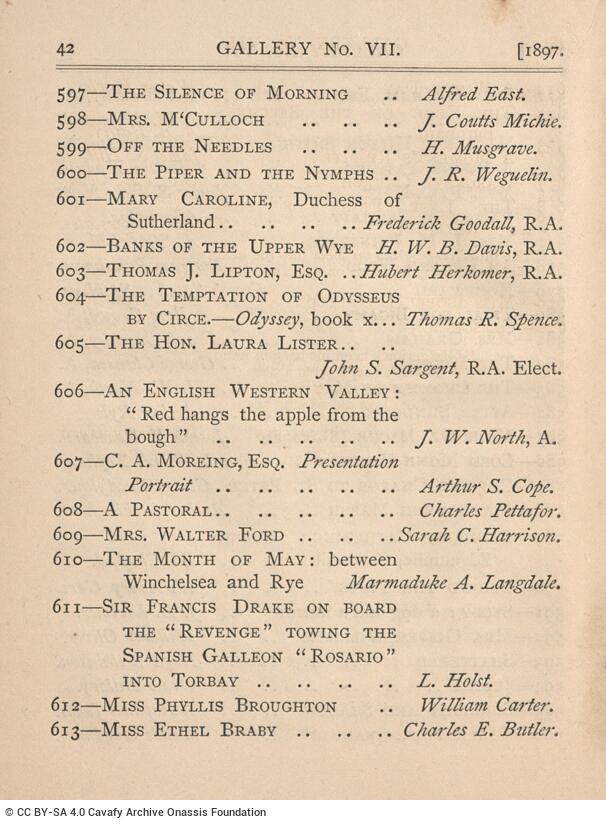 42 GALLERY No. VII. [1897.
597—THE SILENCE OF MORNING .. Alfred East.
598—MRS. M‘CULLOCH .. .. .. J. Coutts Michie.
599—OFF THE NEEDLES .. .. .. H. Musgrave.
600—THE PIPER AND THE NYMPHS .. J. R. Weguelin.
601—MARY CAROLINE, Duchess of
Sutherland .. .. .. .. Frederick Goodall, R.A.
602—BANKS OF THE UPPER WYE H. W. B. Davis, R.A.
603—THOMAS J. LIPTON, ESQ. .. Hubert Herkomer, R.A.
604—THE TEMPTATION OF ODYSSEUS
BY CIRCE.—Odyssey, book x... Thomas R. Spence.
605—THE HON. LAURA LISTER.. ..
John S. Sargent, R.A. Elect.
606—AN ENGLISH WESTERN VALLEY:
“Red hangs the apple from the
bough” .. .. .. .. J. W. North, A.
607—C. A. MOREING, ESQ. Presentation
Portrait .. .. .. .. .. Arthur S. Cope.
608—A PASTORAL.. .. .. .. .. Charles Pettafor.
609—MRS. WALTER FORD .. .. .. Sarah C. Harrison.
610—THE MONTH OF MAY: between
Winchelsea and Rye Marmaduke A. Langdale.
611—SIR FRANCIS DRAKE ON BOARD
THE “REVENGE” TOWING THE
SPANISH GALLEON “ROSARIO”
INTO TORBAY .. .. .. .. L. Holst.
612—MISS PHYLLIS BROUGHTON .. William Carter.
613—MISS ETHEL BRABY .. .. .. Charles E. Butler.
© CC BY-SA 4.0 Cavafy Archive Onassis Foundation